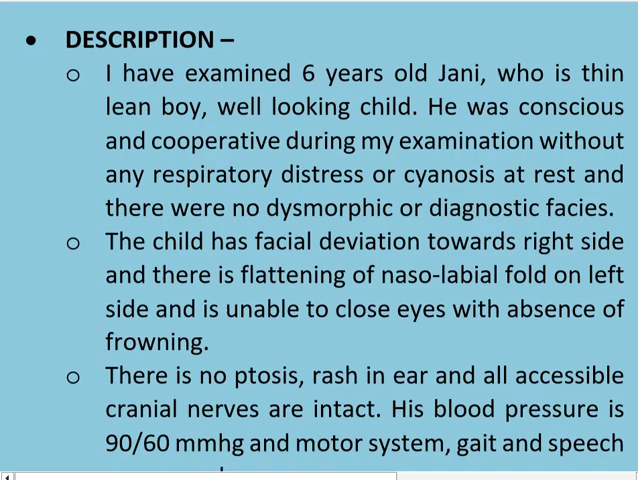 • DESCRIPTION –
o I have examined 6 years old Jani, who is thin
lean boy, well looking child. He was conscious
and cooperative during my examination without
any respiratory distress or cyanosis at rest and
there were no dysmorphic or diagnostic facies.
o The child has facial deviation towards right side
and there is flattening of naso-labial fold on left
side and is unable to close eyes with absence of
frowning.
o There is no ptosis, rash in ear and all accessible
cranial nerves are intact. His blood pressure is
90/60 mmhg and motor system, gait and speech